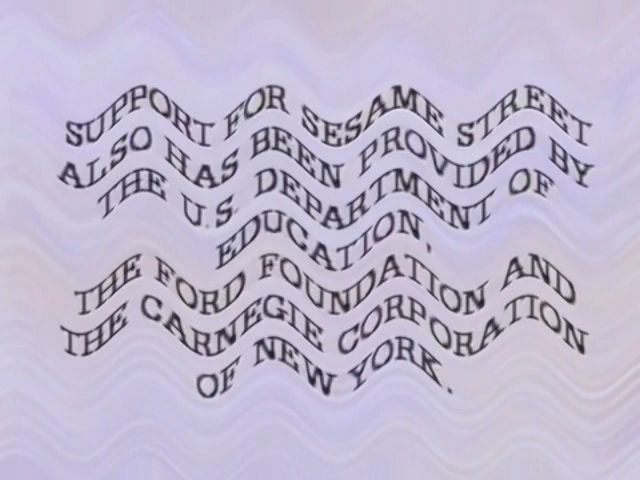 SUPPORT FOR SESAME STREET
ALSO HAS BEEN PROVIDED BY
THE U.S. DEPARTMENT OF
EDUCATION,
THE FORD FOUNDATION AND
THE CARNEGIE CORPORATION
OF NEW YORK.